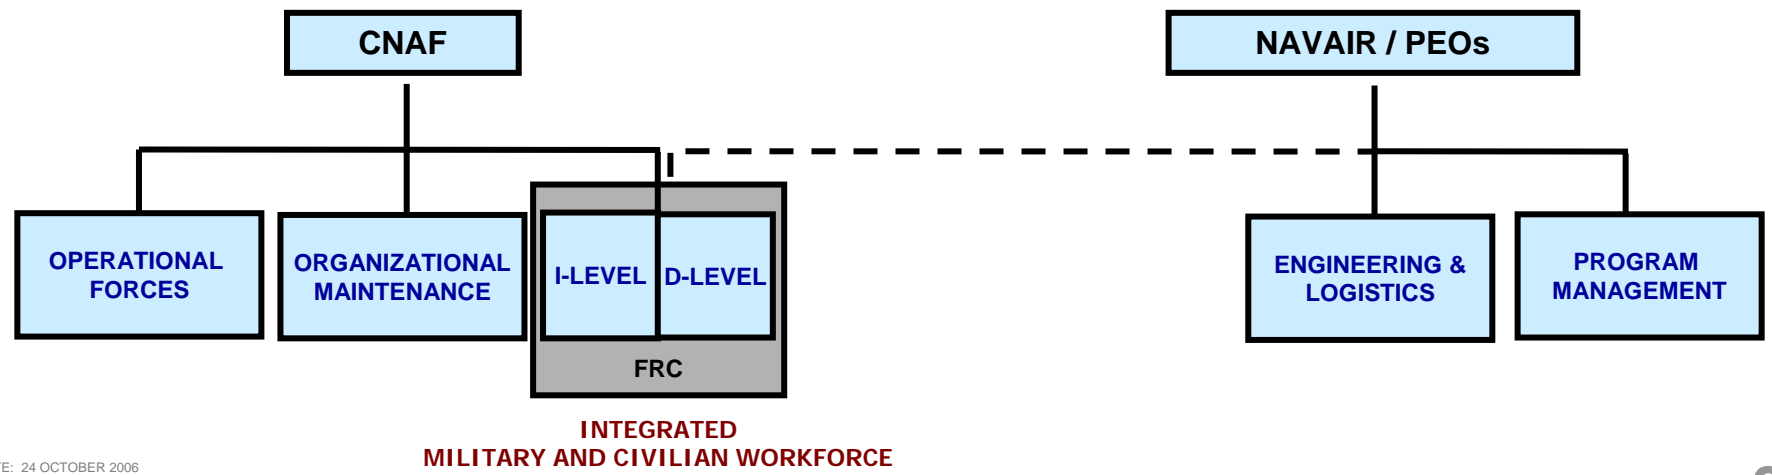 CNAF
NAVAIR / PEOs
OPERATIONAL
FORCES
ORGANIZATIONAL
MAINTENANCE
I-LEVEL
D-LEVEL
FRC
ENGINEERING &
LOGISTICS
PROGRAM
MANAGEMENT
INTEGRATED
MILITARY AND CIVILIAN WORKFORCE
24 OCTOBER 2006